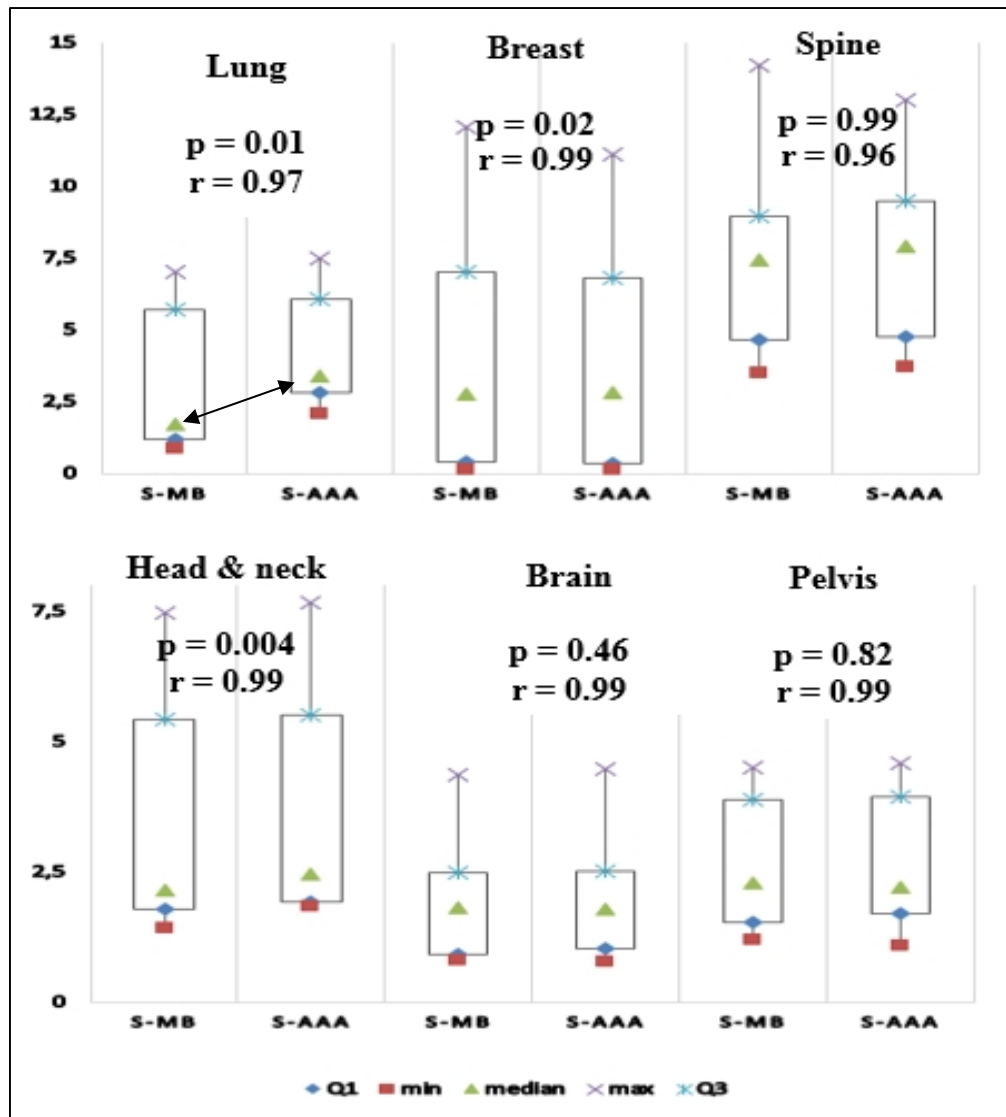 15
12,5
10
7,5
5
2,5
0
Lung
p = 0.01
r = 0.97
Breast
p = 0.02
r = 0.99
Spine
p = 0.99
r = 0.96
S-MB S-AAA S-MB S-AAA S-MB S-AAA
7,5
5
2,5
0
Head & neck
p = 0.004
r = 0.99
Brain
p = 0.46
r = 0.99
Pelvis
p = 0.82
r = 0.99
S-MB S-AAA S-MB S-AAA S-MB S-AAA
Q1 min median max Q3